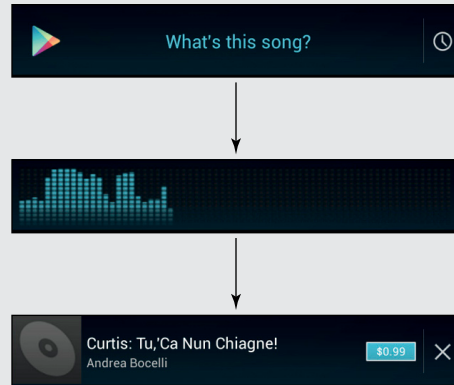 What's this song?
Curtis: Tu,'Ca Nun Chiagne!
Andrea Bocelli
$0.99